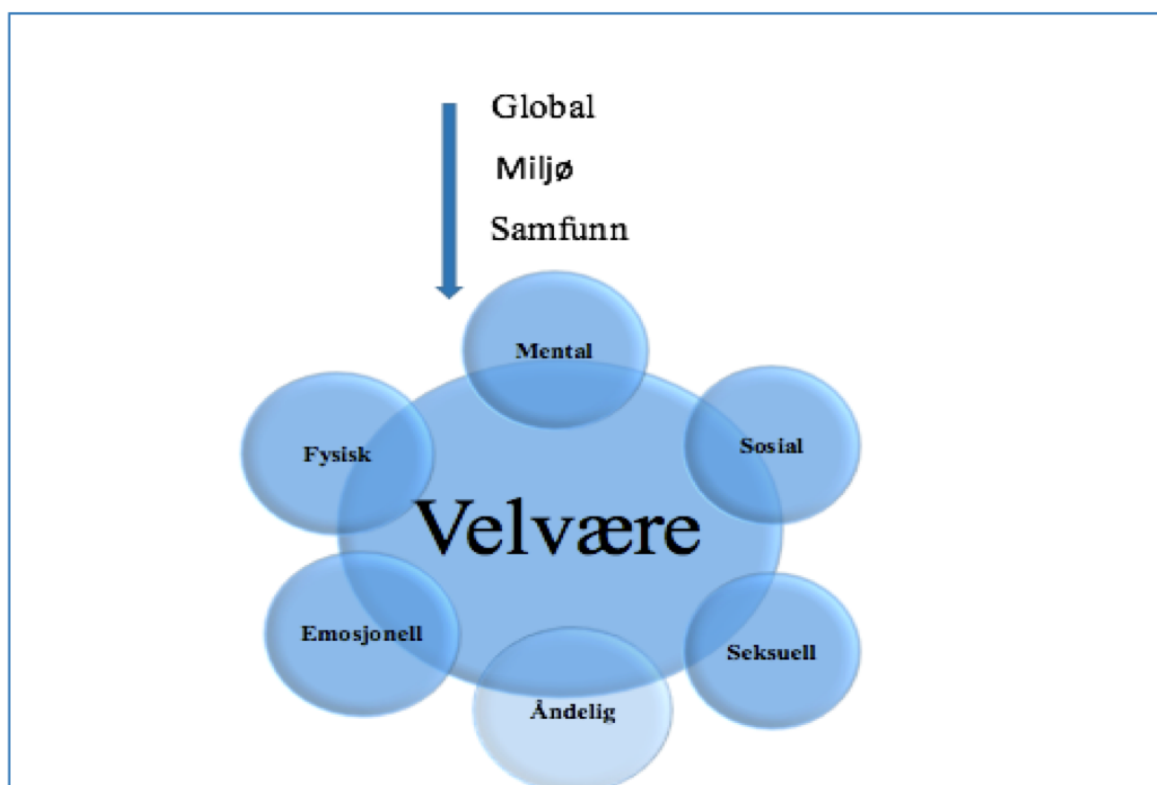 Global
Miljø
Samfunn
Mental
Fysisk
Sosial
Velvære
Emosjonell
Seksuell
Åndelig